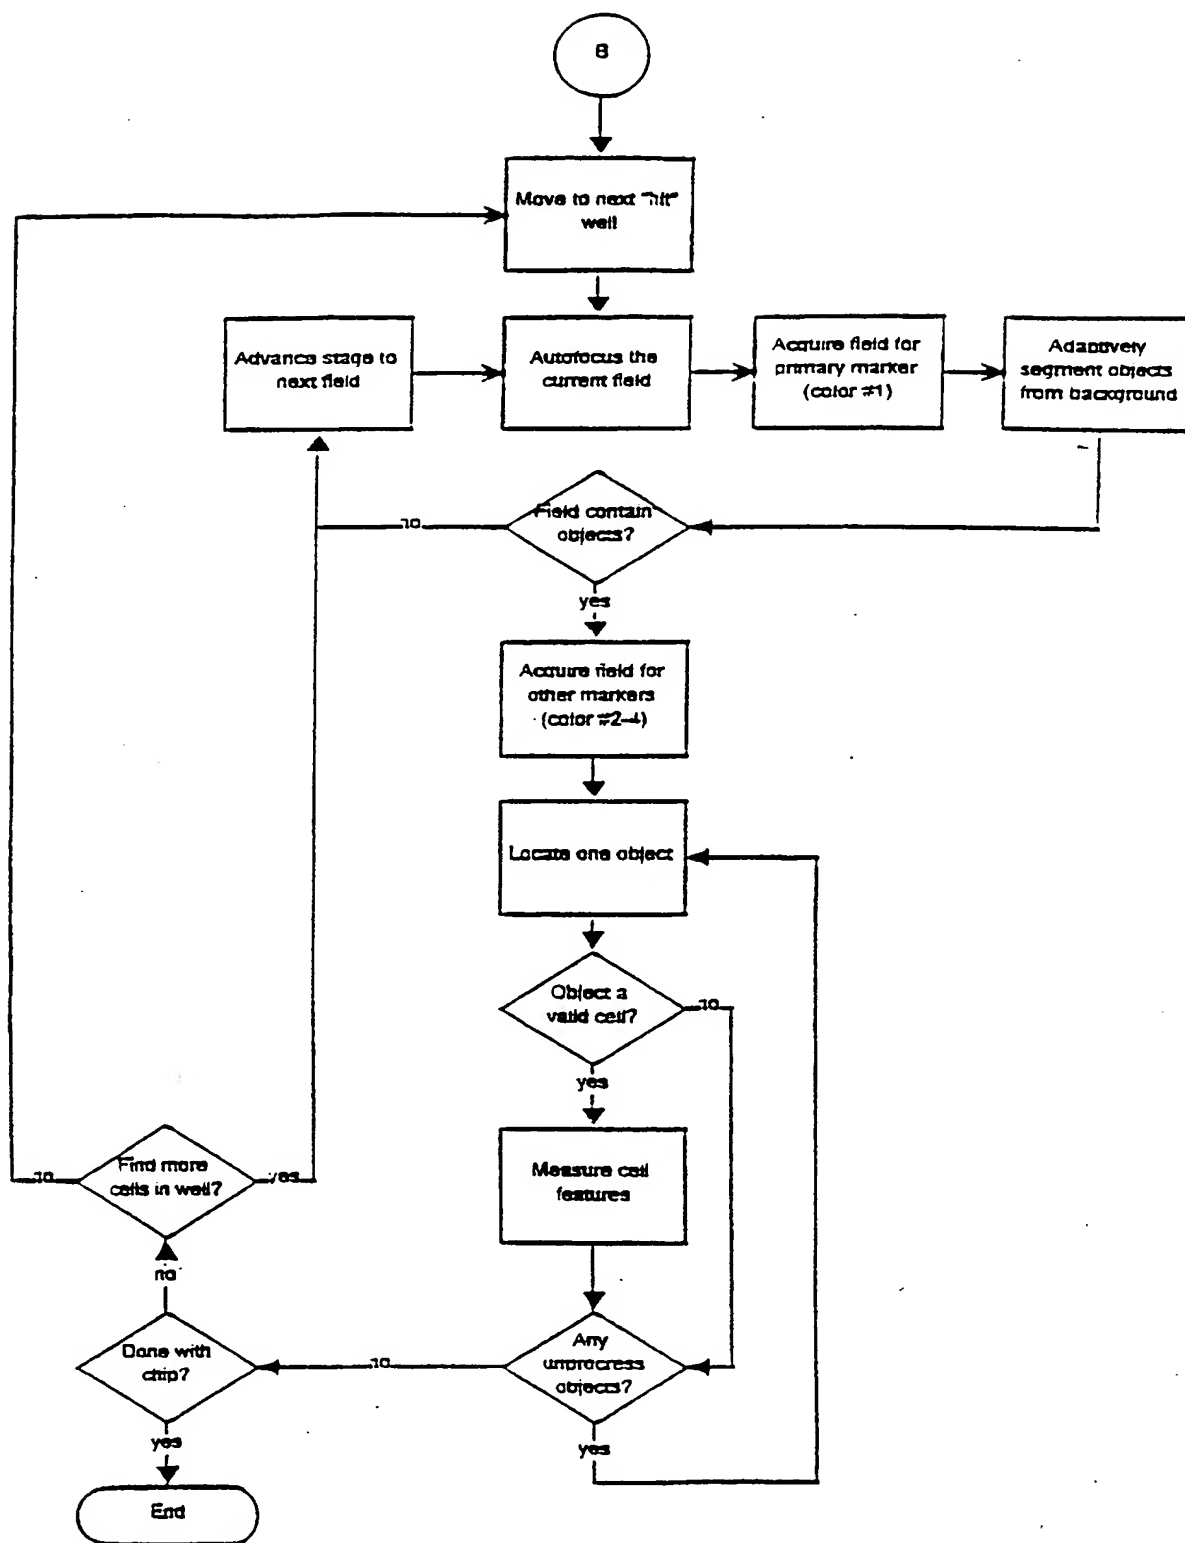 B
Move to next "hit"
well
Advance stage to
next field
Autofocus the
current field
Acquire field for
primary marker
(color #1)
Adaptively
segment objects
from background
Field contain
objects?
no
yes
Acquire field for
other markers
(color #2-4)
Locate one object
Object a
valid cell?
no
yes
Measure cell
features
Find more
cells in well?
no
yes
no
Done with
chip?
no
Any
unprocess
objects?
yes
yes
End